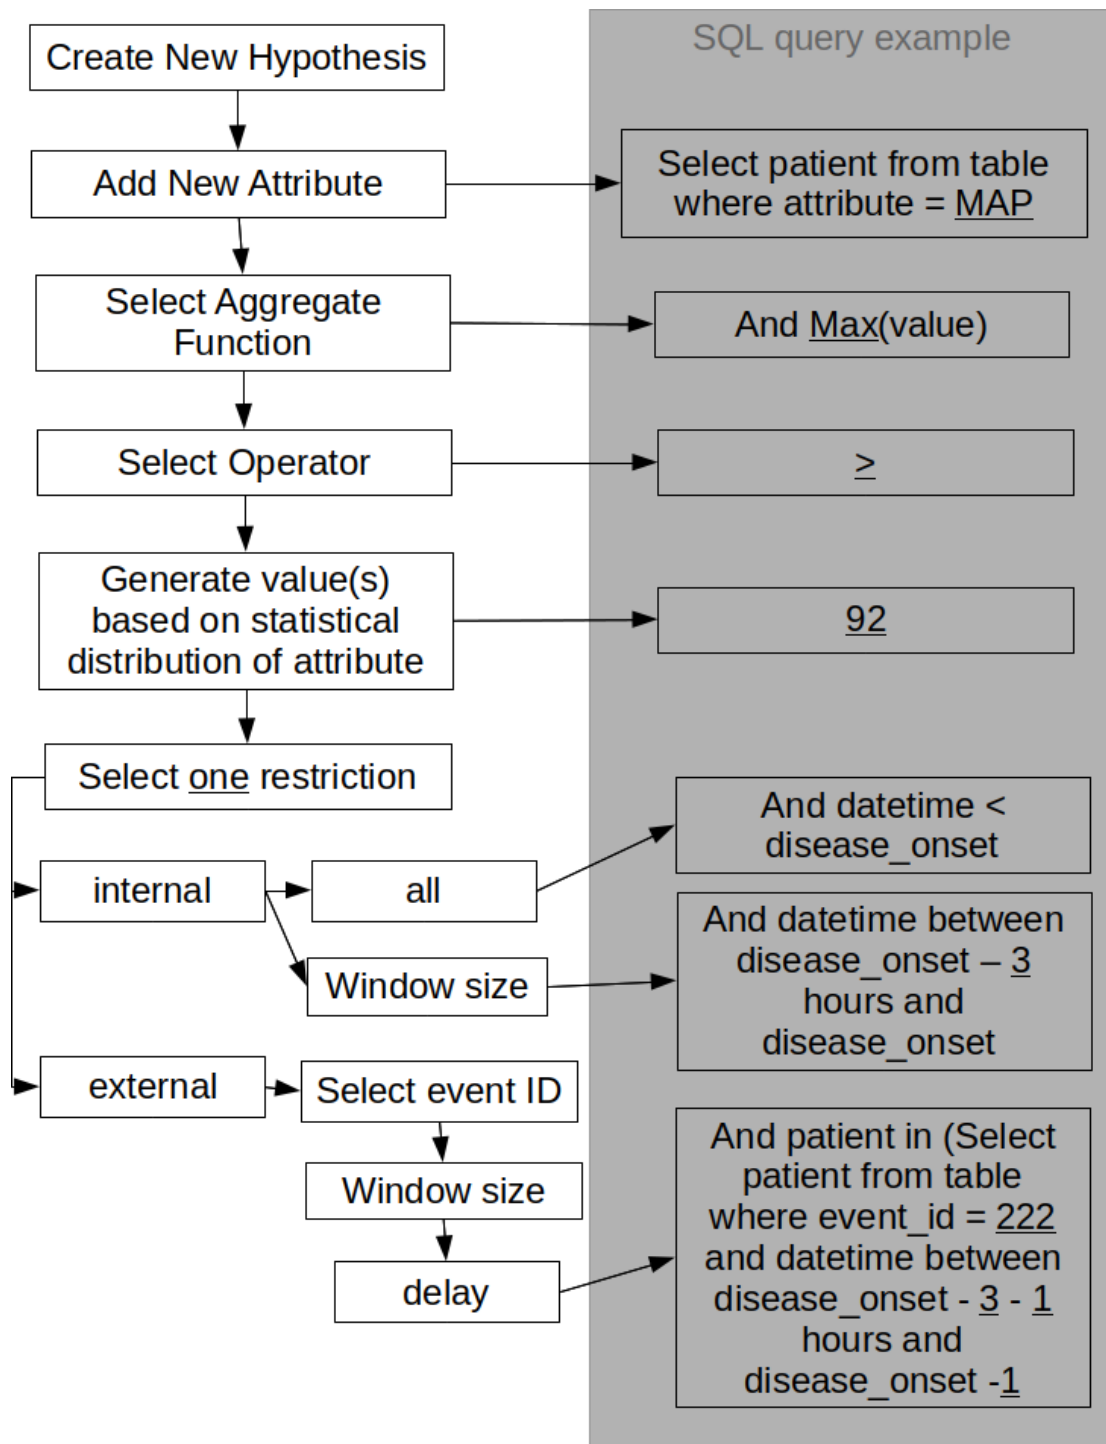 SQL query example
Create New Hypothesis
Add New Attribute
Select patient from table
where attribute = MAP
Select Aggregate
Function
And Max(value)
Select Operator
≥
Generate value(s)
based on statistical
distribution of attribute
92
Select one restriction
And datetime <
disease_onset
internal
all
And datetime between
disease_onset – 3
hours and
disease_onset
Window size
external
Select event ID
Window size
delay
And patient in (Select
patient from table
where event_id = 222
and datetime between
disease_onset - 3 - 1
hours and
disease_onset -1